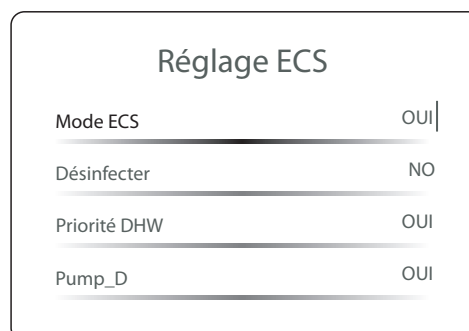 Réglage ECS
Mode ECS OUI
Désinfecter NO
Priorité DHW OUI
Pump_D OUI